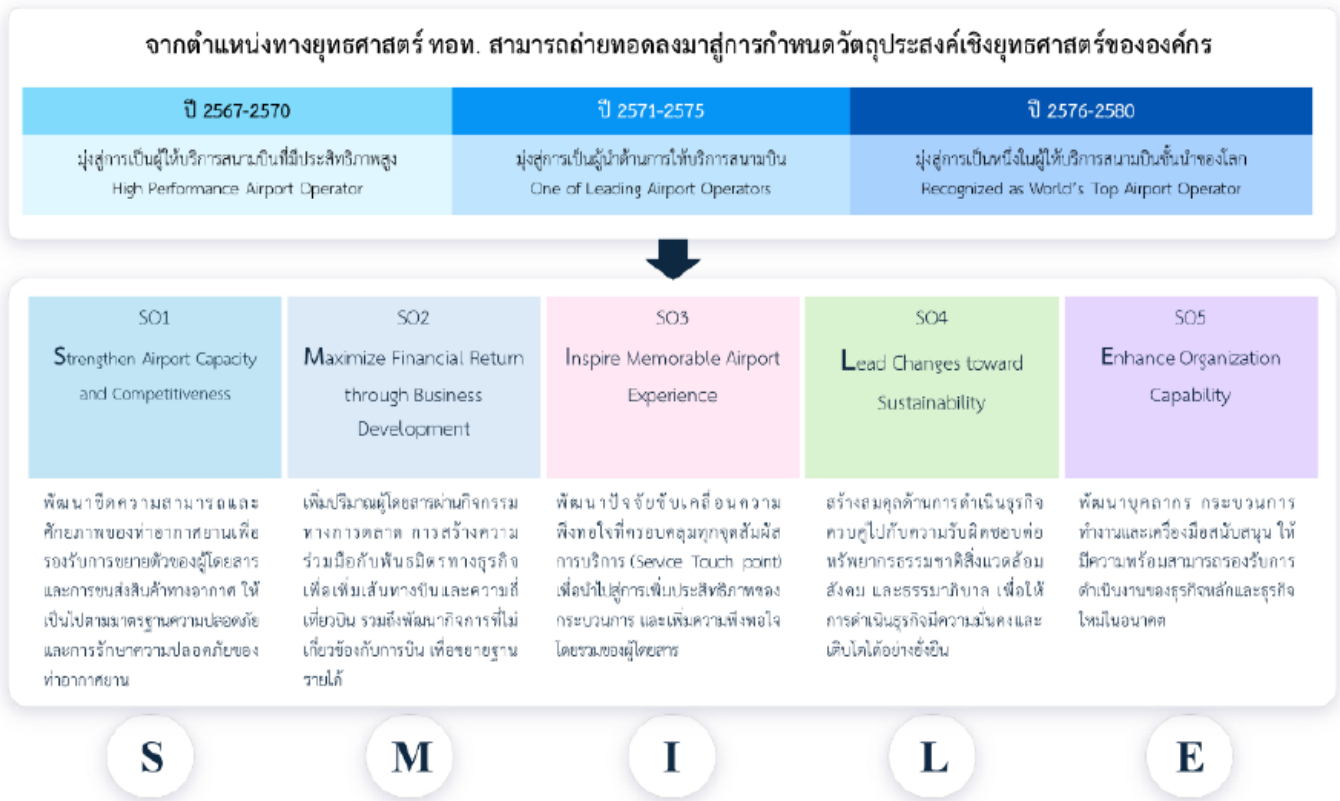 จากตำแหน่งทางยุทธศาสตร์ ทอท. สามารถถ่ายทอดลงมาสู่การกำหนดวัตถุประสงค์เชิงยุทธศาสตร์ขององค์กร
ปี 2567-2570
มุ่งสู่การเป็นผู้ให้บริการสนามบินที่มีประสิทธิภาพสูง
High Performance Airport Operator
ปี 2571-2575
มุ่งสู่การเป็นผู้นำด้านการให้บริการสนามบิน
One of Leading Airport Operators
ปี 2576-2580
มุ่งสู่การเป็นหนึ่งในผู้ให้บริการสนามบินชั้นนำของโลก
Recognized as World's Top Airport Operator
SO1
Strengthen Airport Capacity
and Competitiveness
พัฒนาขีดความสามารถและ
ศักยภาพของท่าอากาศยานเพื่อ
รองรับการขยายตัวของผู้โดยสาร
และการขนส่งสินค้าทางอากาศ ให้
เป็นไปตามมาตรฐานความปลอดภัย
และการรักษาความปลอดภัยของ
ท่าอากาศยาน
SO2
Maximize Financial Return
through Business
Development
เพิ่มปริมาณผู้โดยสารผ่านกิจกรรม
ทางการตลาด การสร้างความ
ร่วมมือกับพันธมิตรทางธุรกิจ
เพื่อเพิ่มเส้นทางบินและความถี่
เที่ยวบิน รวมถึงพัฒนากิจการที่ไม่
เกี่ยวข้องกับการบิน เพื่อขยายฐาน
รายได้
SO3
Inspire Memorable Airport
Experience
พัฒนาปัจจัยขับเคลื่อนความ
พึงพอใจที่ครอบคลุมทุกจุดสัมผัส
การบริการ (Service Touch point)
เพื่อนำไปสู่การเพิ่มประสิทธิภาพของ
กระบวนการ และเพิ่มความพึงพอใจ
โดยรวมของผู้โดยสาร
SO4
Lead Changes toward
Sustainability
สร้างสมดุลด้านการดำเนินธุรกิจ
ควบคู่ไปกับความรับผิดชอบต่อ
ทรัพยากรธรรมชาติสิ่งแวดล้อม
สังคม และธรรมาภิบาล เพื่อให้
การดำเนินธุรกิจมีความมั่นคงและ
เติบโตได้อย่างยั่งยืน
SO5
Enhance Organization
Capability
พัฒนาบุคลากร กระบวนการ
ทำงานและเครื่องมือสนับสนุน ให้
มีความพร้อมสามารถรองรับการ
ดำเนินงานของธุรกิจหลักและธุรกิจ
ใหม่ในอนาคต
S
M
I
L
E